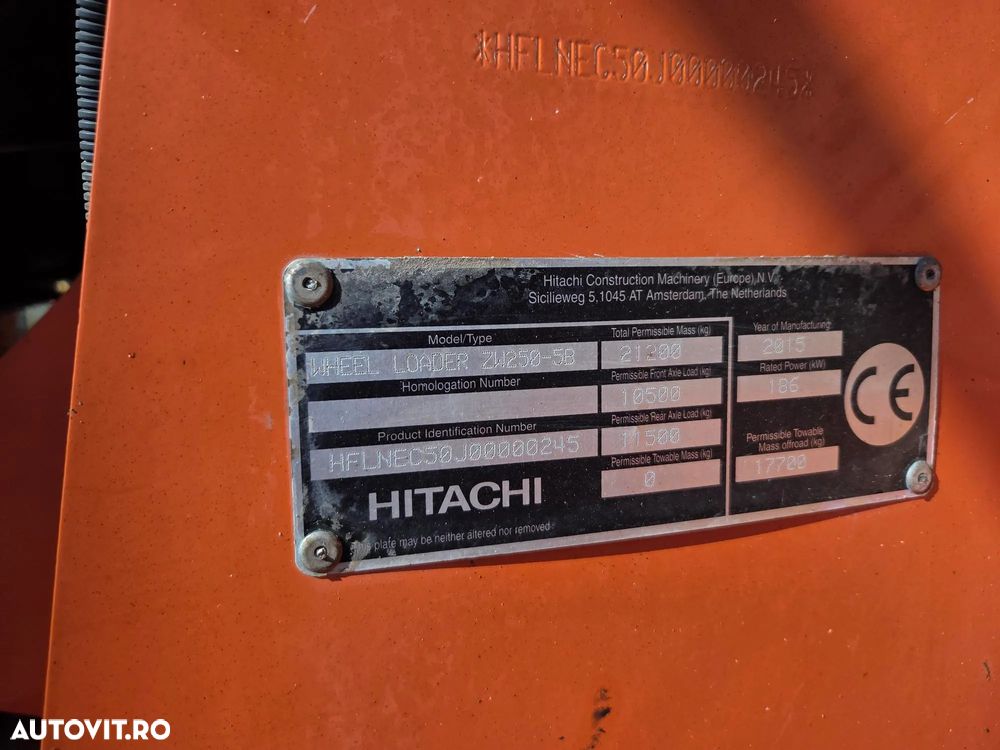 *HFLNEC50J00000245*
Hitachi Construction Machinery (Europe) N.V.
Sicilieweg 5,1045 AT Amsterdam, The Netherlands
Model/Type
WHEEL LOADER ZW250-5B
Homologation Number
Product Identification Number
HFLNEC50J00000245
HITACHI
This plate may be neither altered nor removed
Total Permissible Mass (kg)
21200
Permissible Front Axle Load (kg)
10500
Permissible Rear Axle Load (kg)
11500
Permissible Towable Mass (kg)
0
Year of Manufacturing
2015
Rated Power (kW)
186
Permissible Towable
Mass offroad (kg)
17700
CE
AUTOVIT.RO